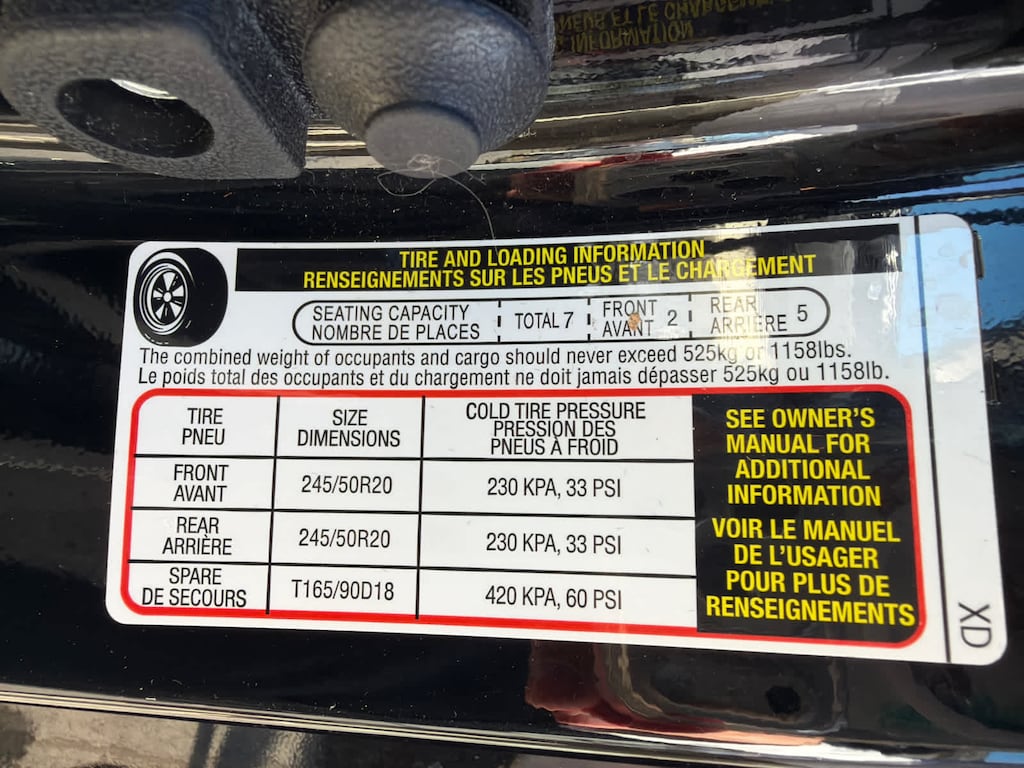 TIRE AND LOADING INFORMATION
RENSEIGNEMENTS SUR LES PNEUS ET LE CHARGEMENT
SEATING CAPACITY
NOMBRE DE PLACES
TOTAL 7
FRONT
AVANT
2
REAR
ARRIÈRE
5
The combined weight of occupants and cargo should never exceed 525kg or 1158lbs.
Le poids total des occupants et du chargement ne doit jamais dépasser 525kg ou 1158lb.
TIRE
PNEU
SIZE
DIMENSIONS
COLD TIRE PRESSURE
PRESSION DES
PNEUS À FROID
FRONT
AVANT
245/50R20
230 KPA, 33 PSI
REAR
ARRIÈRE
245/50R20
230 KPA, 33 PSI
SPARE
DE SECOURS
T165/90D18
420 KPA, 60 PSI
SEE OWNER'S
MANUAL FOR
ADDITIONAL
INFORMATION
VOIR LE MANUEL
DE L'USAGER
POUR PLUS DE
RENSEIGNEMENTS
XD